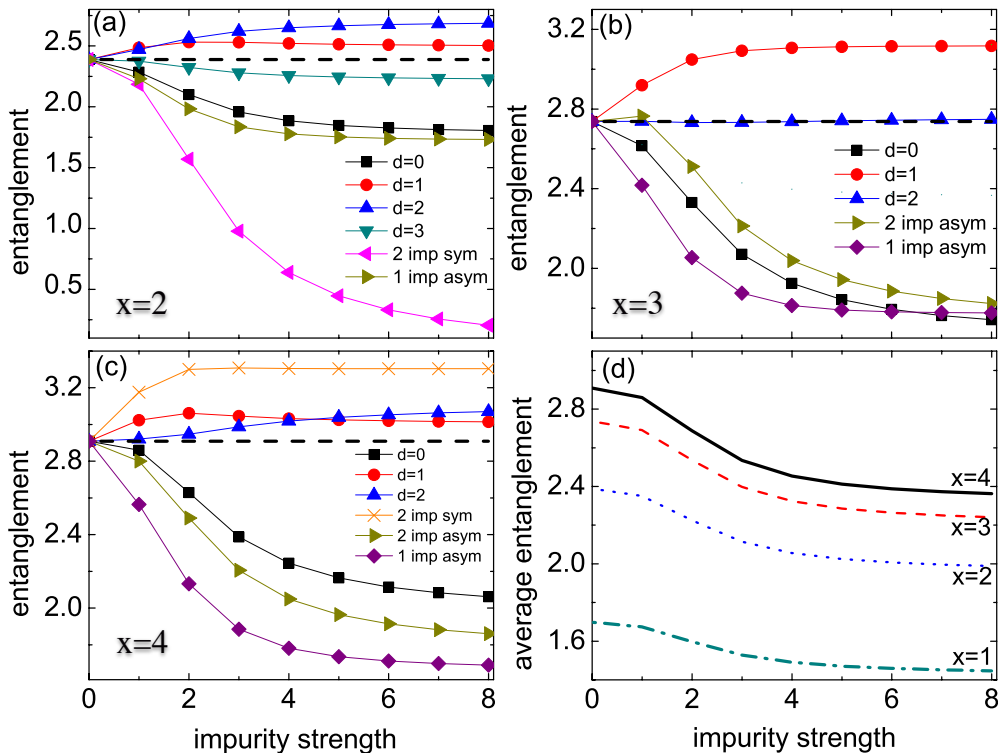 (a)
entanglement
2.5
2.0
1.5
1.0
0.5
d=0
d=1
d=2
d=3
2 imp sym
1 imp asym
x=2
(b)
entanglement
3.2
2.8
2.4
2.0
d=0
d=1
d=2
2 imp asym
1 imp asym
x=3
(c)
entanglement
3.2
2.8
2.4
2.0
d=0
d=1
d=2
2 imp sym
2 imp asym
1 imp asym
x=4
0 2 4 6 8
impurity strength
(d)
average entanglement
2.8
2.4
2.0
1.6
x=4
x=3
x=2
x=1
0 2 4 6 8
impurity strength